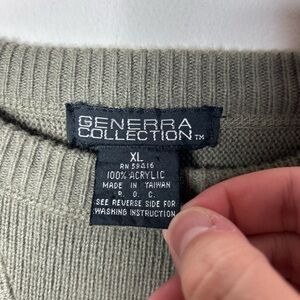 GENERRA
COLLECTION™
XL
RN 59416
100% ACRYLIC
MADE IN TAIWAN
R. O. C.
SEE REVERSE SIDE FOR
WASHING INSTRUCTION